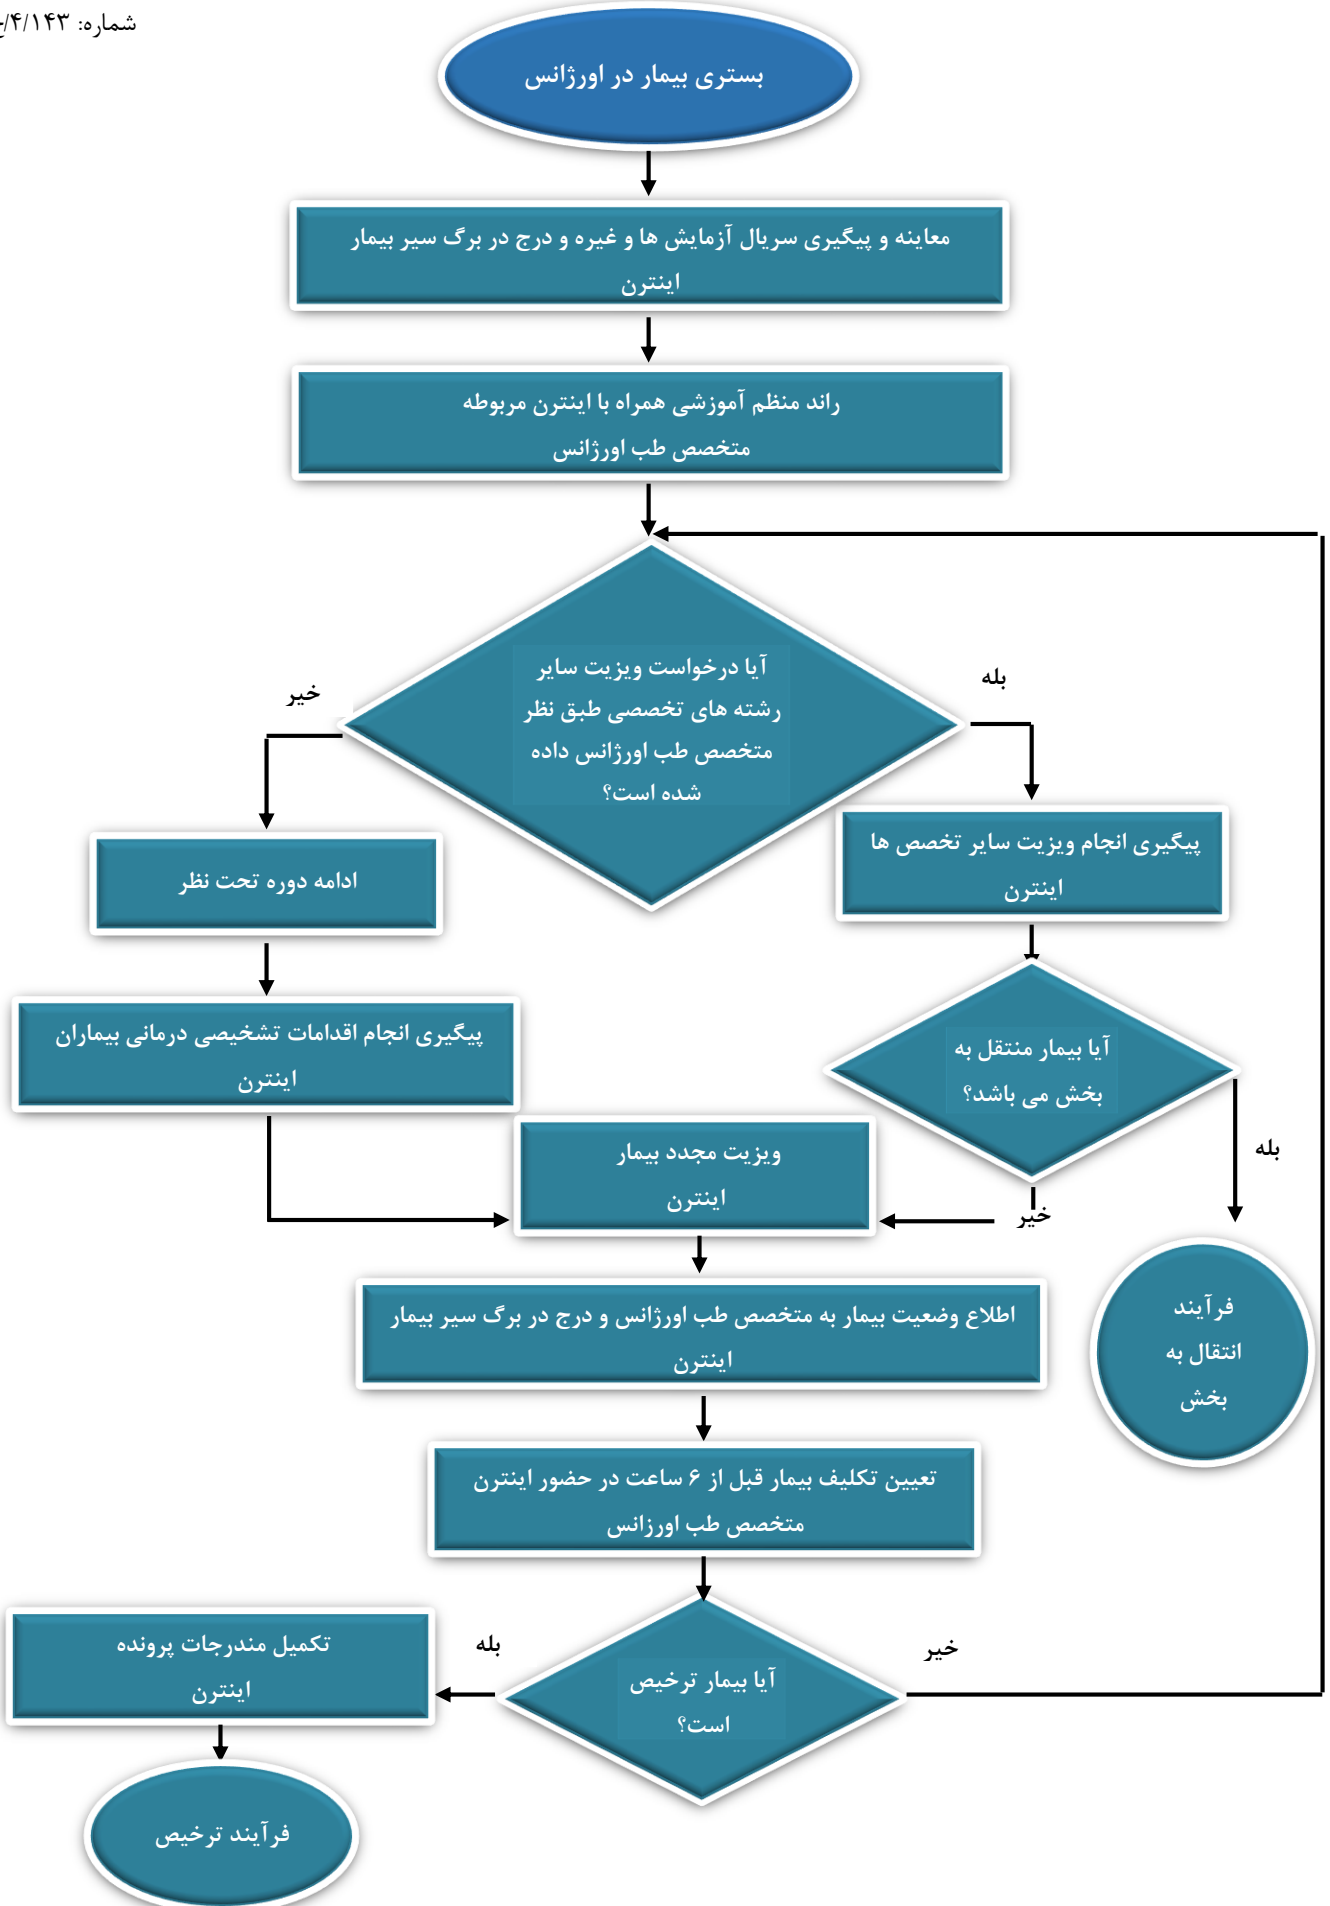 شماره: ۴/۱۴۳/
بستری بیمار در اورژانس
معاینه و پیگیری سریال آزمایش ها و غیره و درج در برگ سیر بیمار
اینترن
راند منظم آموزشی همراه با اینترن مربوطه
متخصص طب اورژانس
آیا درخواست ویزیت سایر
رشته های تخصصی طبق نظر
متخصص طب اورژانس داده
شده است؟
بله
خیر
پیگیری انجام ویزیت سایر تخصص ها
اینترن
ادامه دوره تحت نظر
پیگیری انجام اقدامات تشخیصی درمانی بیماران
اینترن
آیا بیمار منتقل به
بخش می باشد؟
بله
خیر
ویزیت مجدد بیمار
اینترن
فرآیند
انتقال به
بخش
اطلاع وضعیت بیمار به متخصص طب اورژانس و درج در برگ سیر بیمار
اینترن
تعیین تکلیف بیمار قبل از ۶ ساعت در حضور اینترن
متخصص طب اورزانس
آیا بیمار ترخیص
است؟
خیر
بله
تکمیل مندرجات پرونده
اینترن
فرآیند ترخیص